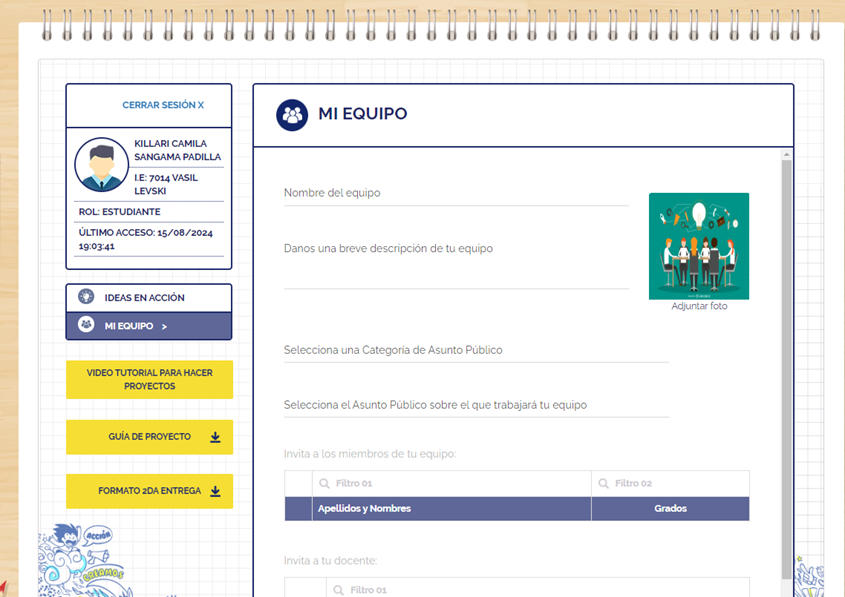 CERRAR SESIÓN X
KILLARI CAMILA
SANGAMA PADILLA
I.E: 7014 VASIL
LEVSKI
ROL: ESTUDIANTE
ÚLTIMO ACCESO: 15/08/2024
19:03:41
IDEAS EN ACCIÓN
MI EQUIPO >
VIDEO TUTORIAL PARA HACER
PROYECTOS
GUÍA DE PROYECTO
FORMATO 2DA ENTREGA
ACCIÓN
CREAMOS
MI EQUIPO
Nombre del equipo
Danos una breve descripción de tu equipo
Adjuntar foto
Selecciona una Categoría de Asunto Público
Selecciona el Asunto Público sobre el que trabajará tu equipo
Invita a los miembros de tu equipo:
Filtro 01 Filtro 02
Apellidos y Nombres Grados
Invita a tu docente:
Filtro 01